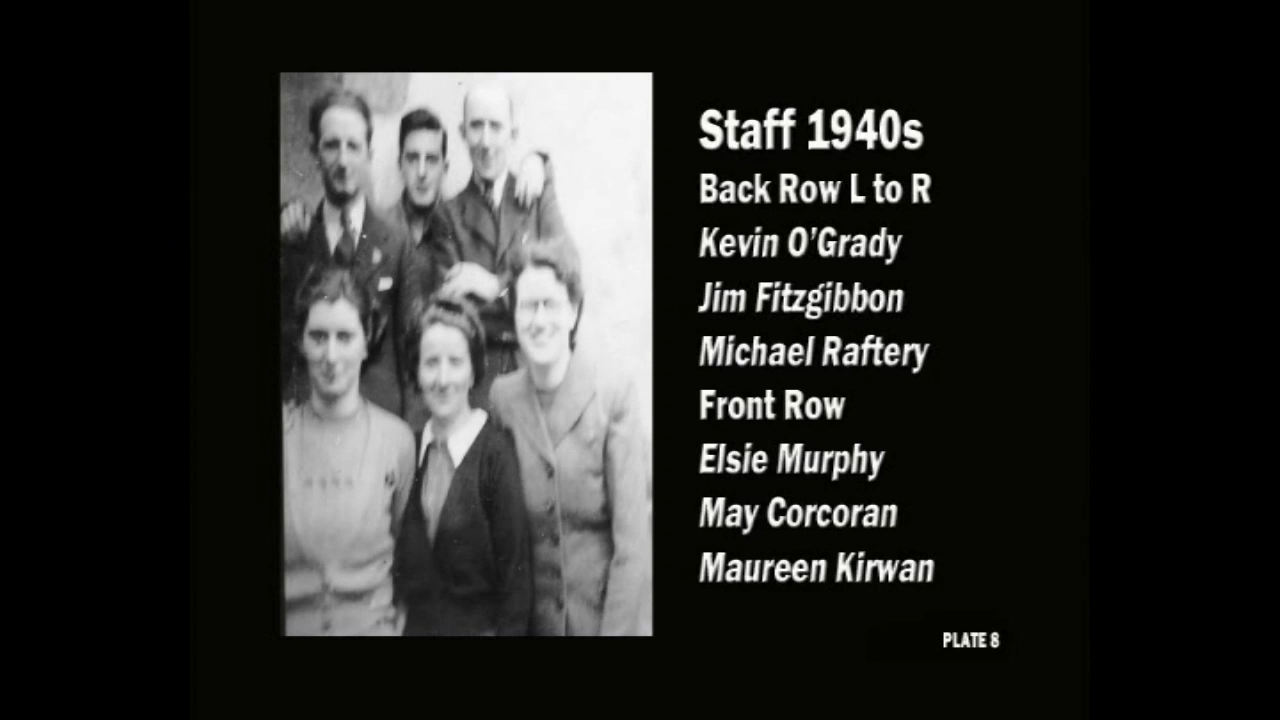 Staff 1940s
Back Row L to R
Kevin O'Grady
Jim Fitzgibbon
Michael Raftery
Front Row
Elsie Murphy
May Corcoran
Maureen Kirwan
PLATE 8